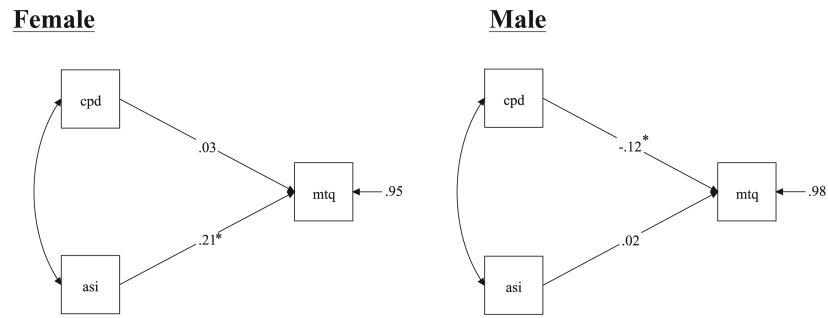 Female
cpd
.03
mtq
.95
.21*
asi
Male
cpd
-.12*
mtq
.98
.02
asi